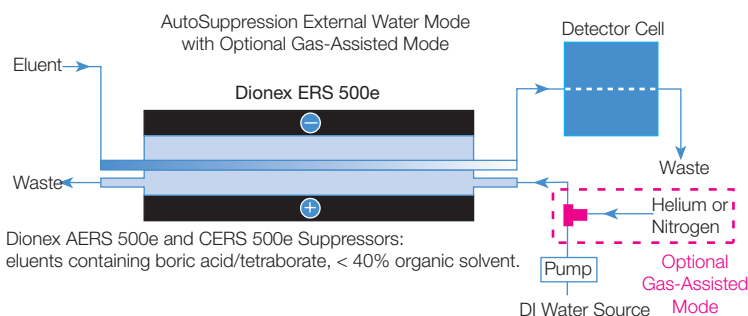 AutoSuppression External Water Mode
with Optional Gas-Assisted Mode
Detector Cell
Eluent
Dionex ERS 500e
−
Waste
Waste
+
Helium or
Nitrogen
Dionex AERS 500e and CERS 500e Suppressors:
eluents containing boric acid/tetraborate, < 40% organic solvent.
Pump
Optional
Gas-Assisted
Mode
DI Water Source